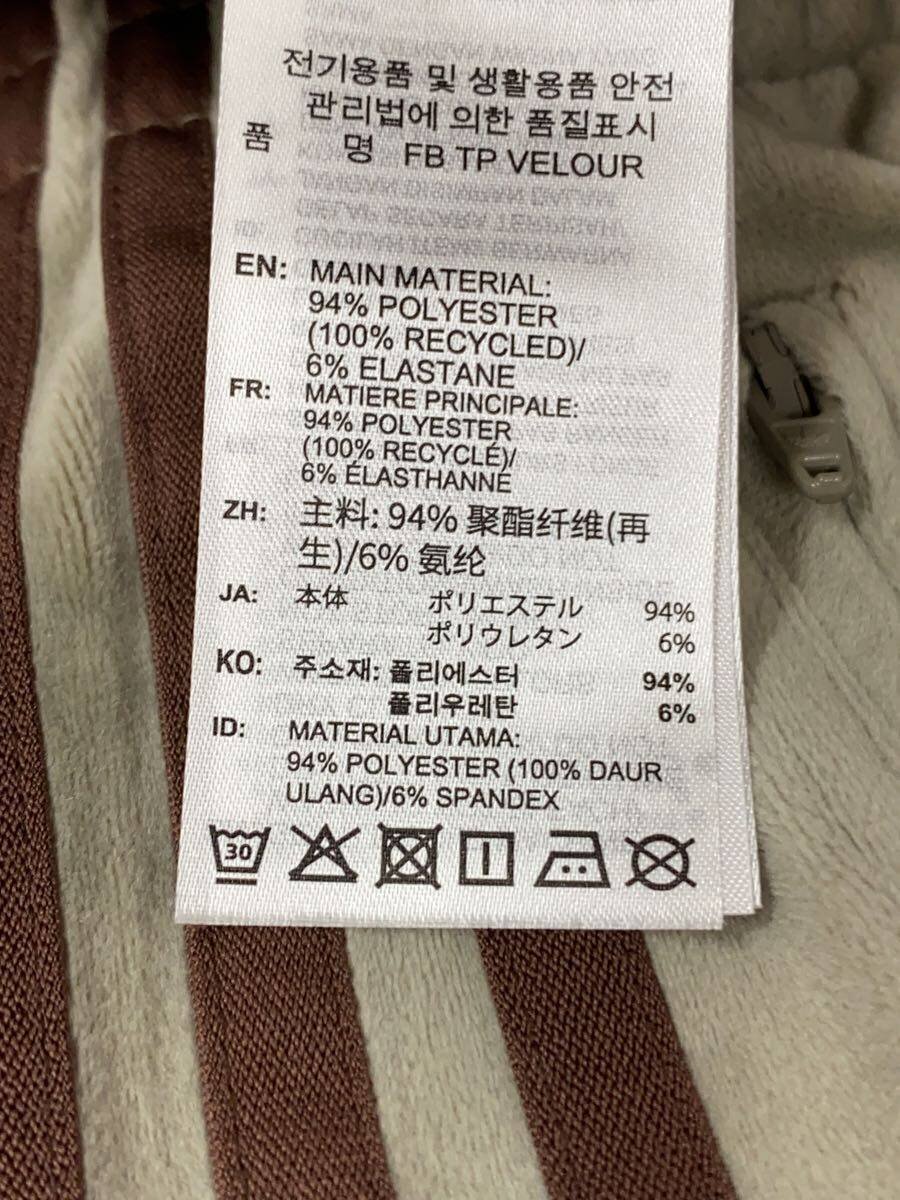 전기용품 및 생활용품 안전
관리법에 의한 품질표시
품 명 FB TP VELOUR
EN: MAIN MATERIAL:
94% POLYESTER
(100% RECYCLED)/
6% ELASTANE
FR: MATIERE PRINCIPALE:
94% POLYESTER
(100% RECYCLÉ)/
6% ÉLASTHANNE
ZH: 主料: 94% 聚酯纤维(再
生)/6% 氨纶
JA: 本体 ポリエステル 94%
ポリウレタン 6%
KO: 주소재: 폴리에스터 94%
폴리우레탄 6%
ID: MATERIAL UTAMA:
94% POLYESTER (100% DAUR
ULANG)/6% SPANDEX
30